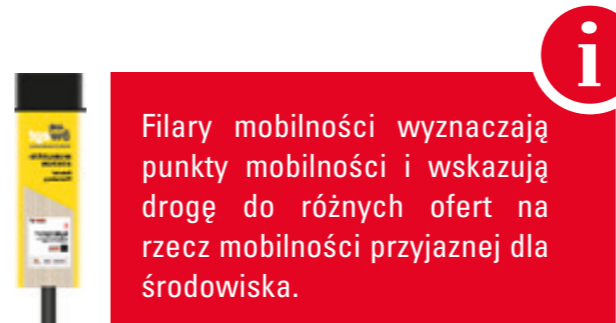 i
Filary mobilności wyznaczają
punkty mobilności i wskazują
drogę do różnych ofert na
rzecz mobilności przyjaznej dla
środowiska.